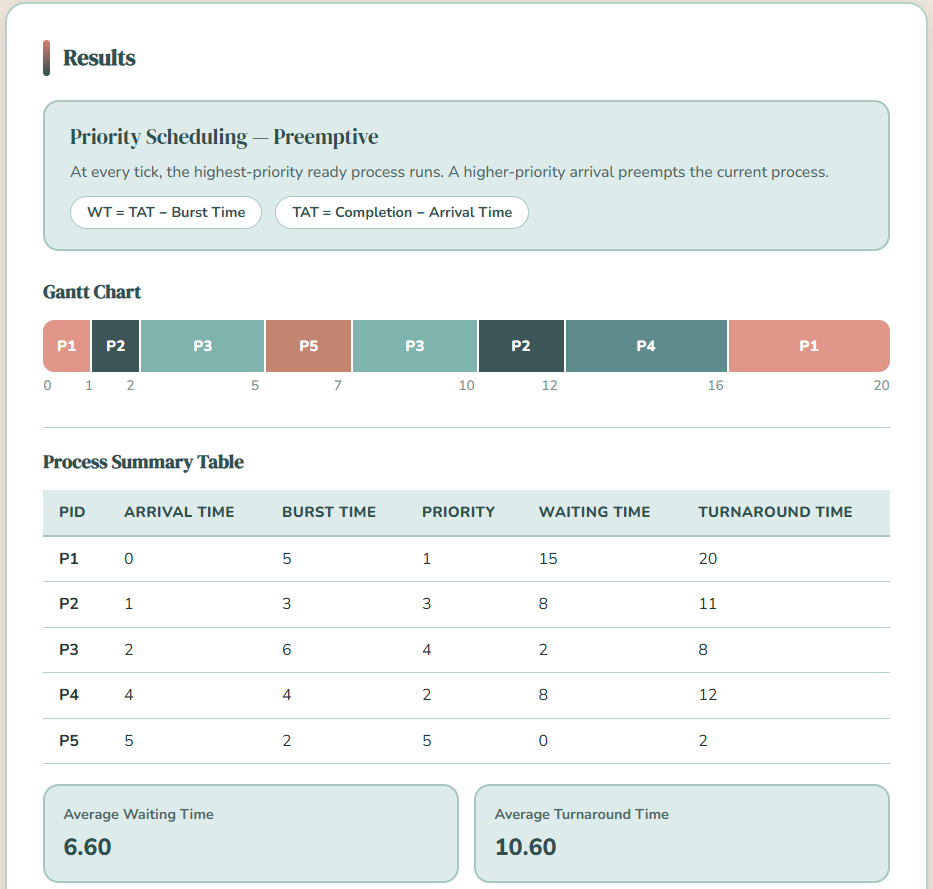 Results
Priority Scheduling — Preemptive
At every tick, the highest-priority ready process runs. A higher-priority arrival preempts the current process.
WT = TAT − Burst Time TAT = Completion − Arrival Time
Gantt Chart
P1 P2 P3 P5 P3 P2 P4 P1
0 1 2 5 7 10 12 16 20
Process Summary Table
PID ARRIVAL TIME BURST TIME PRIORITY WAITING TIME TURNAROUND TIME
P1 0 5 1 15 20
P2 1 3 3 8 11
P3 2 6 4 2 8
P4 4 4 2 8 12
P5 5 2 5 0 2
Average Waiting Time Average Turnaround Time
6.60 10.60